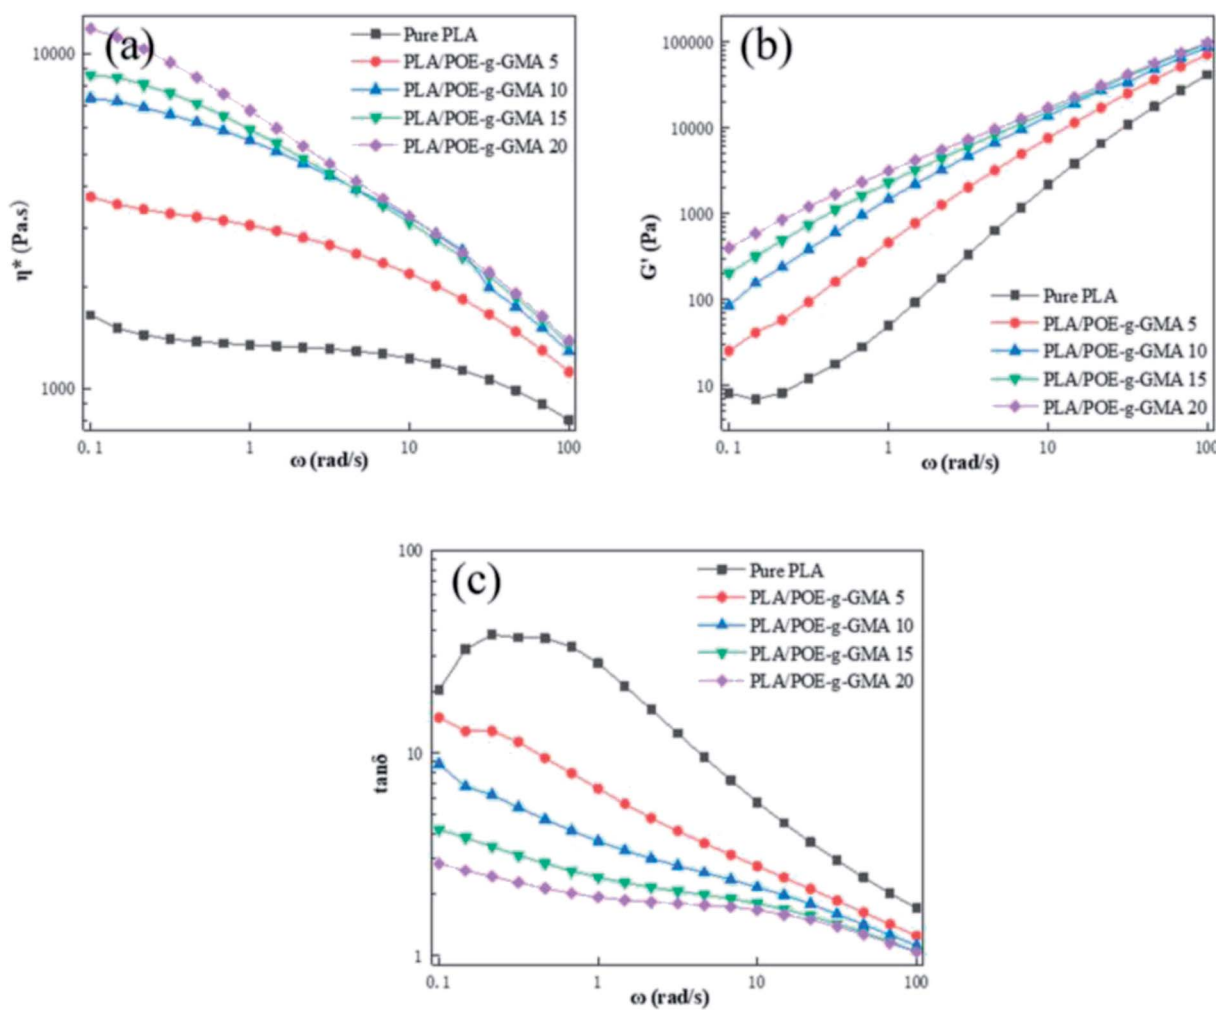 (a)
Pure PLA
PLA/POE-g-GMA 5
PLA/POE-g-GMA 10
PLA/POE-g-GMA 15
PLA/POE-g-GMA 20
10000
1000
η* (Pa.s)
0.1 1 10 100
ω (rad/s)
(b)
100000
10000
1000
100
10
G' (Pa)
Pure PLA
PLA/POE-g-GMA 5
PLA/POE-g-GMA 10
PLA/POE-g-GMA 15
PLA/POE-g-GMA 20
0.1 1 10 100
ω (rad/s)
(c)
100
10
1
tanδ
Pure PLA
PLA/POE-g-GMA 5
PLA/POE-g-GMA 10
PLA/POE-g-GMA 15
PLA/POE-g-GMA 20
0.1 1 10 100
ω (rad/s)